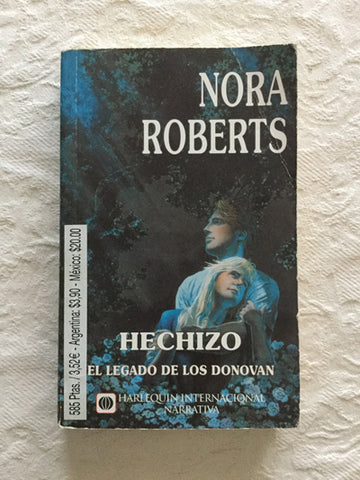 NORA
ROBERTS
HECHIZO
EL LEGADO DE LOS DONOVAN
HARLEQUIN INTERNACIONAL
NARRATIVA
585 Ptas. / 3,52€ - Argentina: $3,90 - México: $20.00